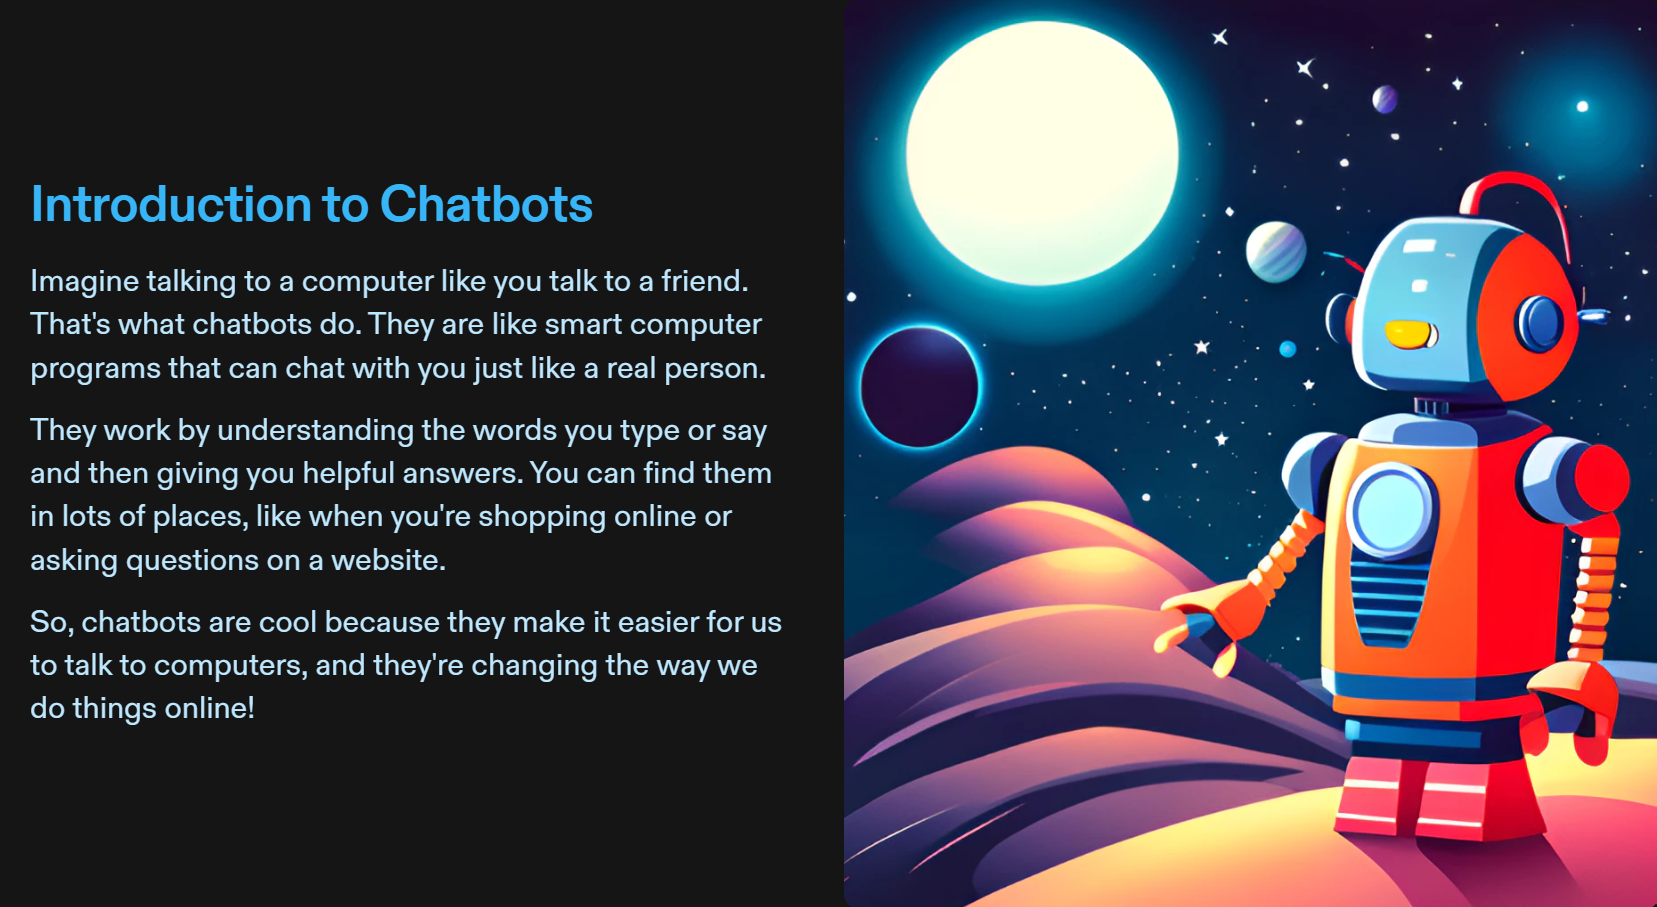 Introduction to Chatbots
Imagine talking to a computer like you talk to a friend.
That's what chatbots do. They are like smart computer
programs that can chat with you just like a real person.
They work by understanding the words you type or say
and then giving you helpful answers. You can find them
in lots of places, like when you're shopping online or
asking questions on a website.
So, chatbots are cool because they make it easier for us
to talk to computers, and they're changing the way we
do things online!